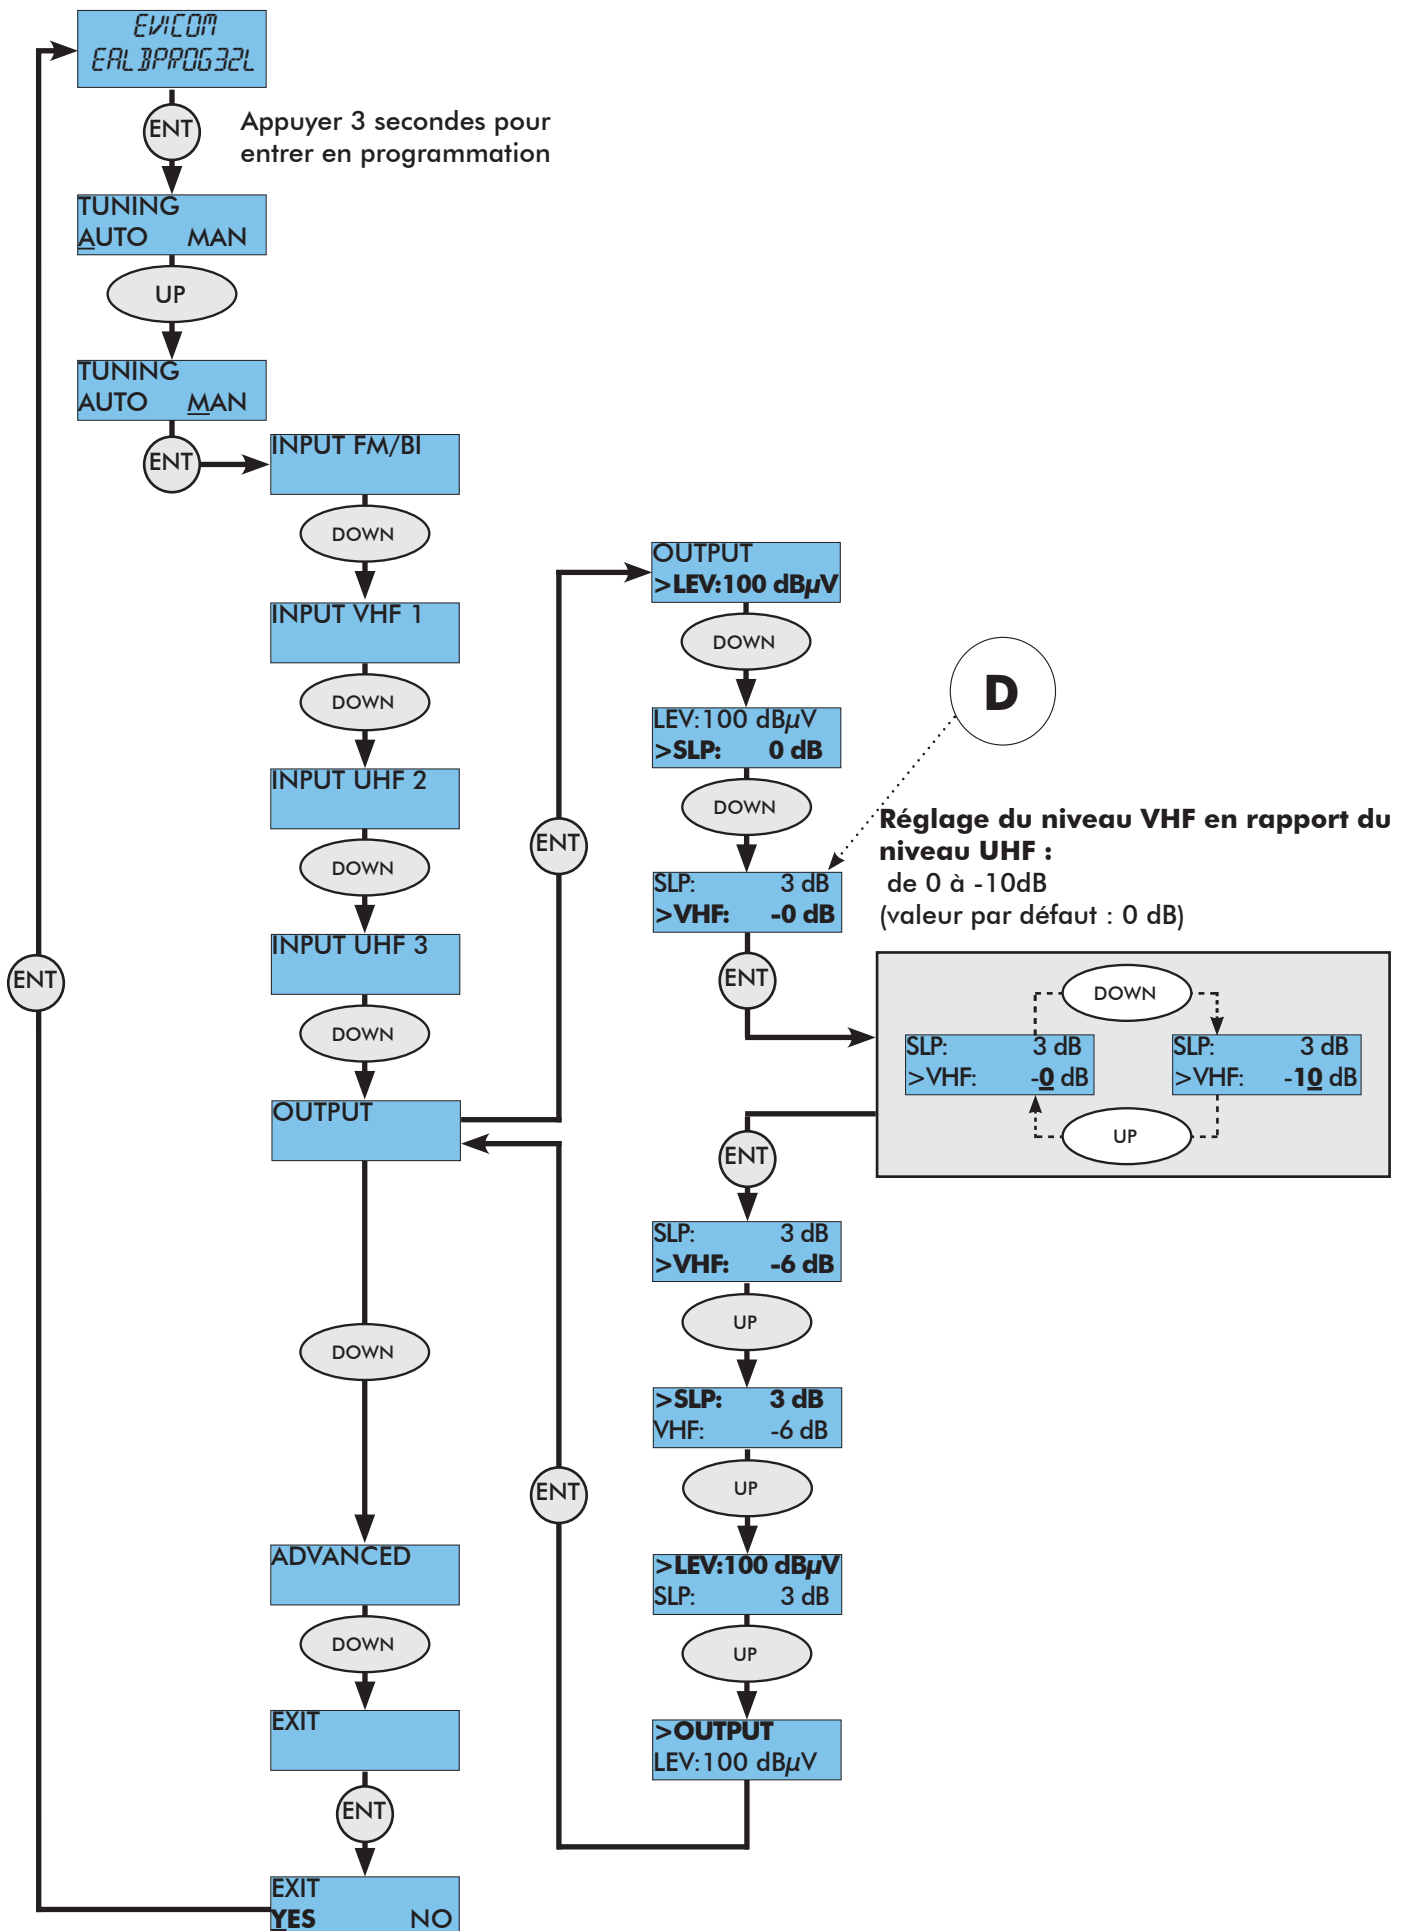 EVICOM
EALBPROG32L
ENT
Appuyer 3 secondes pour
entrer en programmation
TUNING
AUTO MAN
UP
TUNING
AUTO MAN
ENT
INPUT FM/BI
DOWN
INPUT VHF 1
DOWN
INPUT UHF 2
DOWN
INPUT UHF 3
DOWN
OUTPUT
DOWN
ADVANCED
DOWN
EXIT
ENT
EXIT
YES NO
ENT
ENT
OUTPUT
>LEV:100 dBµV
DOWN
LEV:100 dBµV
>SLP: 0 dB
DOWN
D
Réglage du niveau VHF en rapport du
niveau UHF :
de 0 à -10dB
(valeur par défaut : 0 dB)
SLP: 3 dB
>VHF: -0 dB
ENT
DOWN
SLP: 3 dB
>VHF: -0 dB
SLP: 3 dB
>VHF: -10 dB
UP
ENT
SLP: 3 dB
>VHF: -6 dB
UP
>SLP: 3 dB
VHF: -6 dB
UP
>LEV:100 dBµV
SLP: 3 dB
UP
>OUTPUT
LEV:100 dBµV
ENT